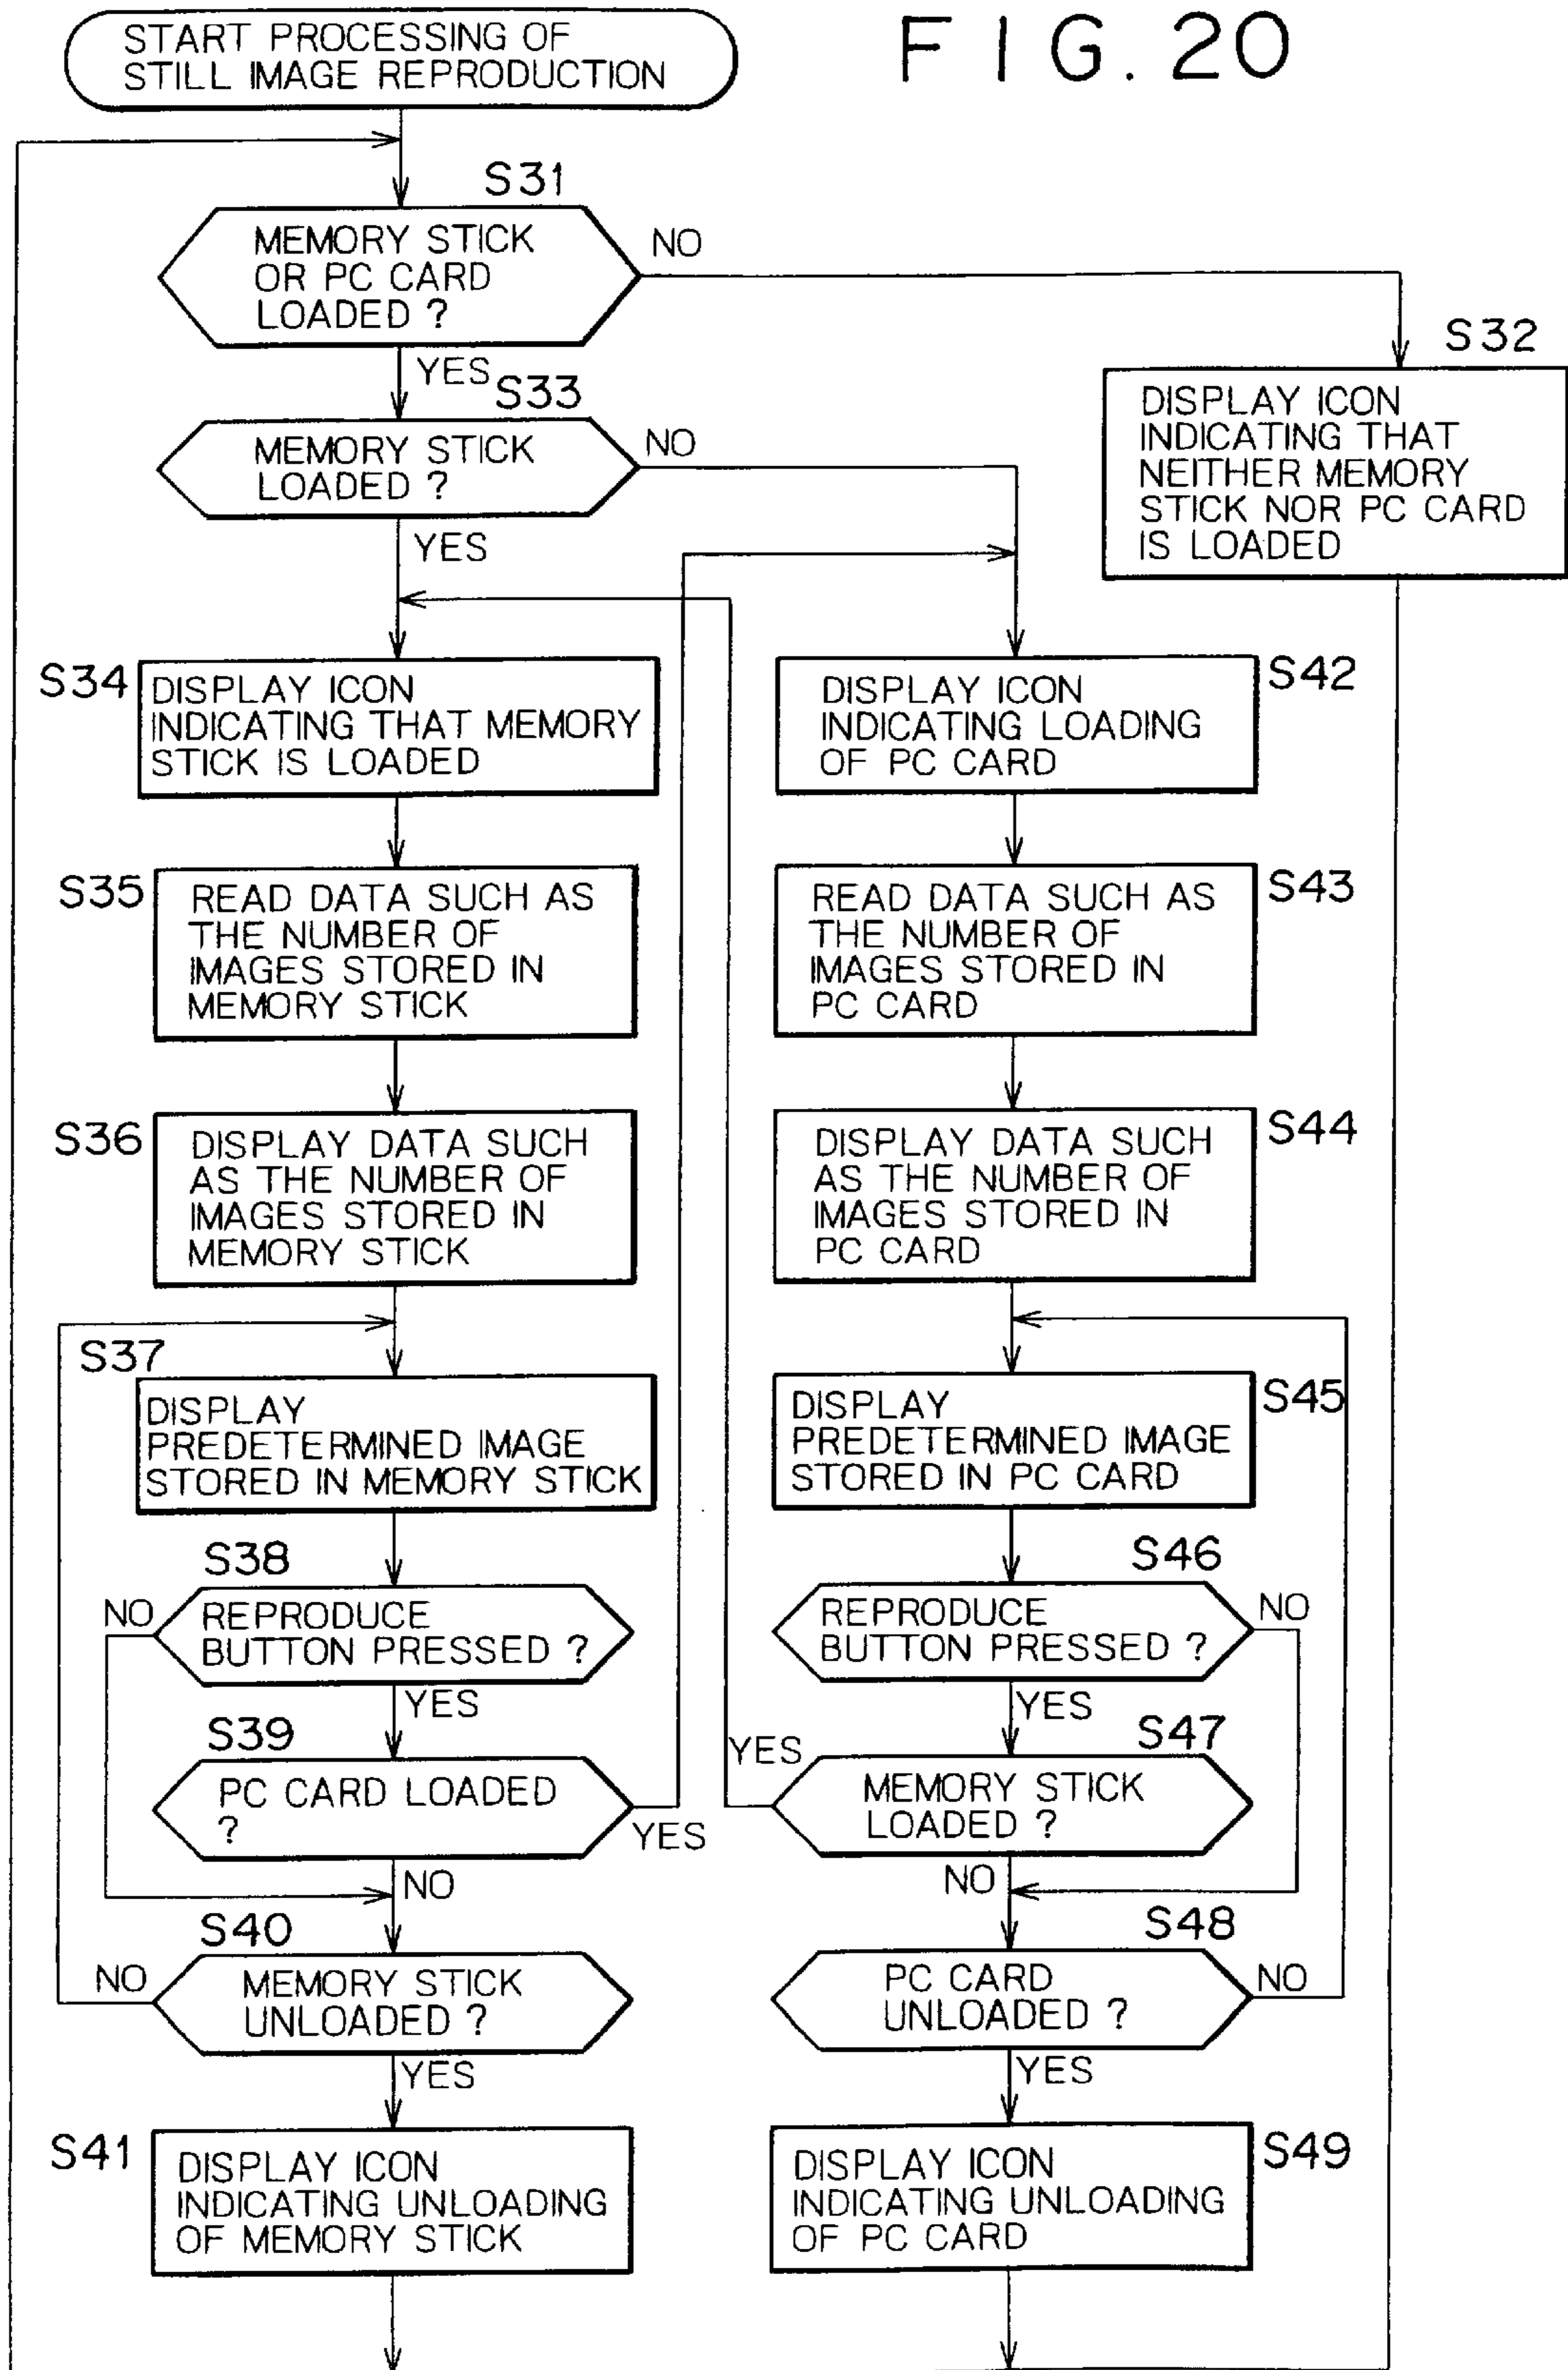 START PROCESSING OF
STILL IMAGE REPRODUCTION
FIG. 20
S31
MEMORY STICK
OR PC CARD
LOADED ?
NO
YES
S32
DISPLAY ICON
INDICATING THAT
NEITHER MEMORY
STICK NOR PC CARD
IS LOADED
S33
MEMORY STICK
LOADED ?
NO
YES
S34
DISPLAY ICON
INDICATING THAT MEMORY
STICK IS LOADED
S42
DISPLAY ICON
INDICATING LOADING
OF PC CARD
S35
READ DATA SUCH AS
THE NUMBER OF
IMAGES STORED IN
MEMORY STICK
S43
READ DATA SUCH AS
THE NUMBER OF
IMAGES STORED IN
PC CARD
S36
DISPLAY DATA SUCH
AS THE NUMBER OF
IMAGES STORED IN
MEMORY STICK
S44
DISPLAY DATA SUCH
AS THE NUMBER OF
IMAGES STORED IN
PC CARD
S37
DISPLAY
PREDETERMINED IMAGE
STORED IN MEMORY STICK
S45
DISPLAY
PREDETERMINED IMAGE
STORED IN PC CARD
S38
NO
REPRODUCE
BUTTON PRESSED ?
YES
S46
REPRODUCE
BUTTON PRESSED ?
NO
YES
S39
PC CARD LOADED
?
YES
NO
S47
YES
MEMORY STICK
LOADED ?
NO
S40
NO
MEMORY STICK
UNLOADED ?
YES
S48
PC CARD
UNLOADED ?
NO
YES
S41
DISPLAY ICON
INDICATING UNLOADING
OF MEMORY STICK
S49
DISPLAY ICON
INDICATING UNLOADING
OF PC CARD